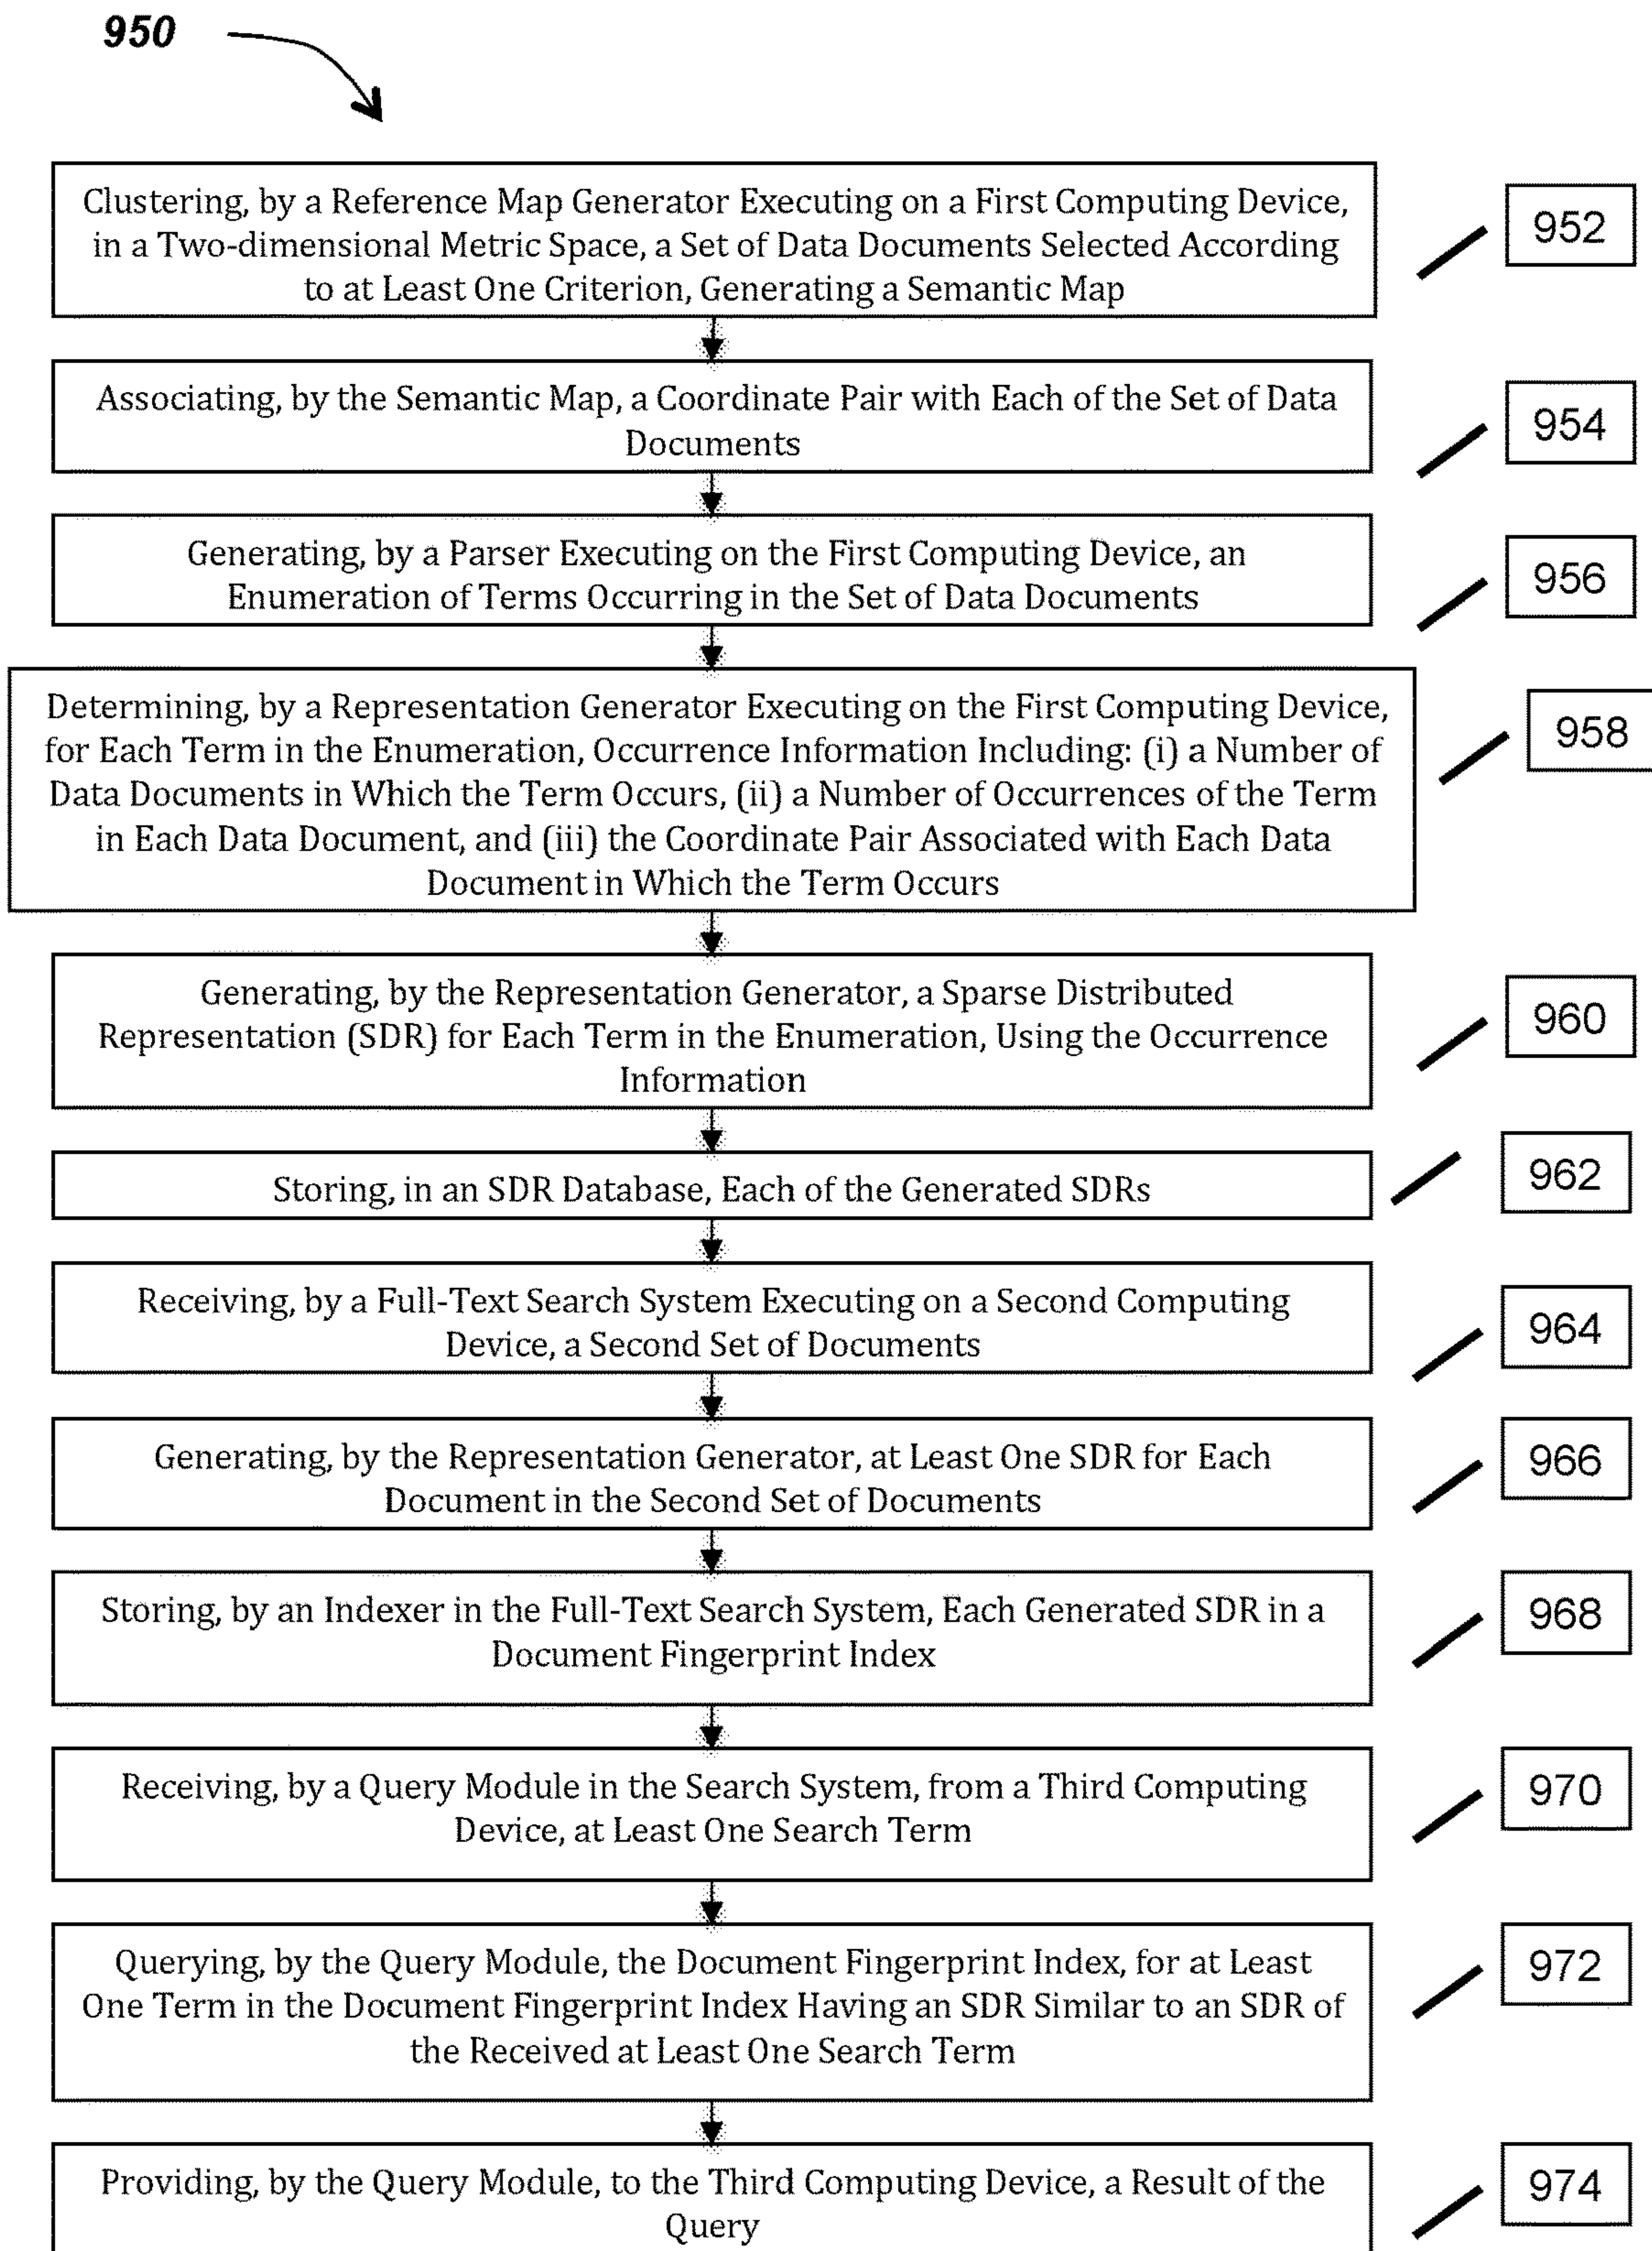 950
Clustering, by a Reference Map Generator Executing on a First Computing Device,
in a Two-dimensional Metric Space, a Set of Data Documents Selected According
to at Least One Criterion, Generating a Semantic Map
952
Associating, by the Semantic Map, a Coordinate Pair with Each of the Set of Data
Documents
954
Generating, by a Parser Executing on the First Computing Device, an
Enumeration of Terms Occurring in the Set of Data Documents
956
Determining, by a Representation Generator Executing on the First Computing Device,
for Each Term in the Enumeration, Occurrence Information Including: (i) a Number of
Data Documents in Which the Term Occurs, (ii) a Number of Occurrences of the Term
in Each Data Document, and (iii) the Coordinate Pair Associated with Each Data
Document in Which the Term Occurs
958
Generating, by the Representation Generator, a Sparse Distributed
Representation (SDR) for Each Term in the Enumeration, Using the Occurrence
Information
960
Storing, in an SDR Database, Each of the Generated SDRs
962
Receiving, by a Full-Text Search System Executing on a Second Computing
Device, a Second Set of Documents
964
Generating, by the Representation Generator, at Least One SDR for Each
Document in the Second Set of Documents
966
Storing, by an Indexer in the Full-Text Search System, Each Generated SDR in a
Document Fingerprint Index
968
Receiving, by a Query Module in the Search System, from a Third Computing
Device, at Least One Search Term
970
Querying, by the Query Module, the Document Fingerprint Index, for at Least
One Term in the Document Fingerprint Index Having an SDR Similar to an SDR of
the Received at Least One Search Term
972
Providing, by the Query Module, to the Third Computing Device, a Result of the
Query
974